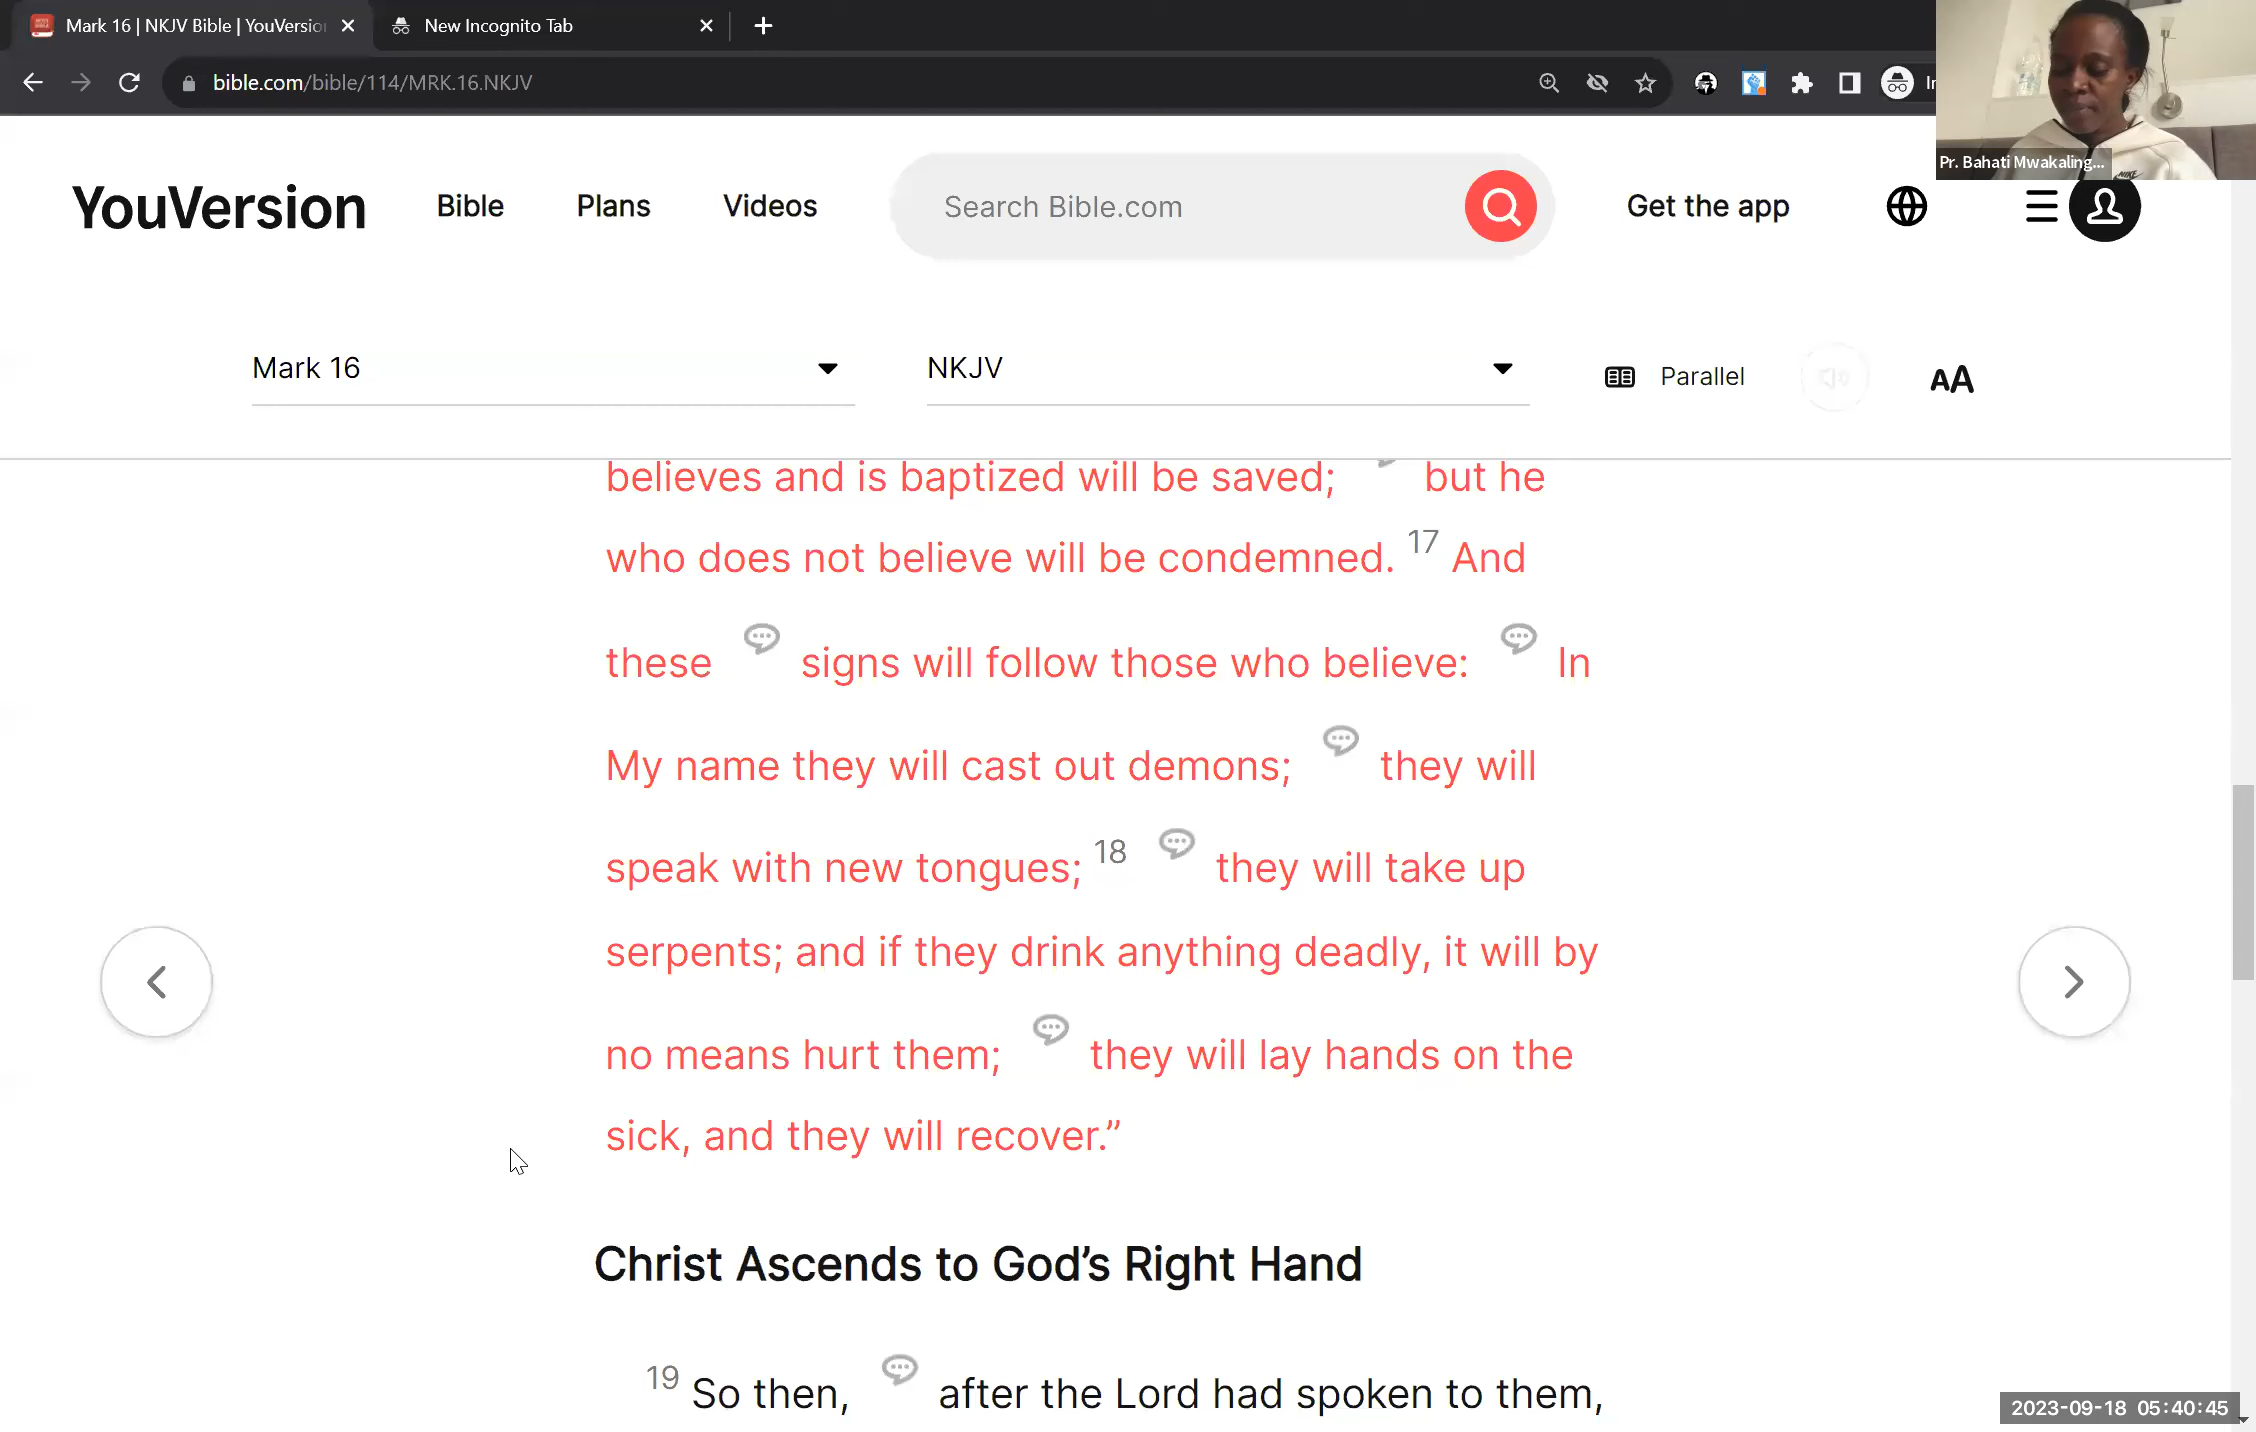 Mark 16 | NKJV Bible | YouVersio
New Incognito Tab
bible.com/bible/114/MRK.16.NKJV
Pr. Bahati Mwakaling...
YouVersion
Bible
Plans
Videos
Search Bible.com
Get the app
Mark 16
NKJV
Parallel
AA
believes and is baptized will be saved; but he
who does not believe will be condemned. 17 And
these signs will follow those who believe: In
My name they will cast out demons; they will
speak with new tongues; 18 they will take up
serpents; and if they drink anything deadly, it will by
no means hurt them; they will lay hands on the
sick, and they will recover.”
Christ Ascends to God’s Right Hand
19 So then, after the Lord had spoken to them,
2023-09-18 05:40:45